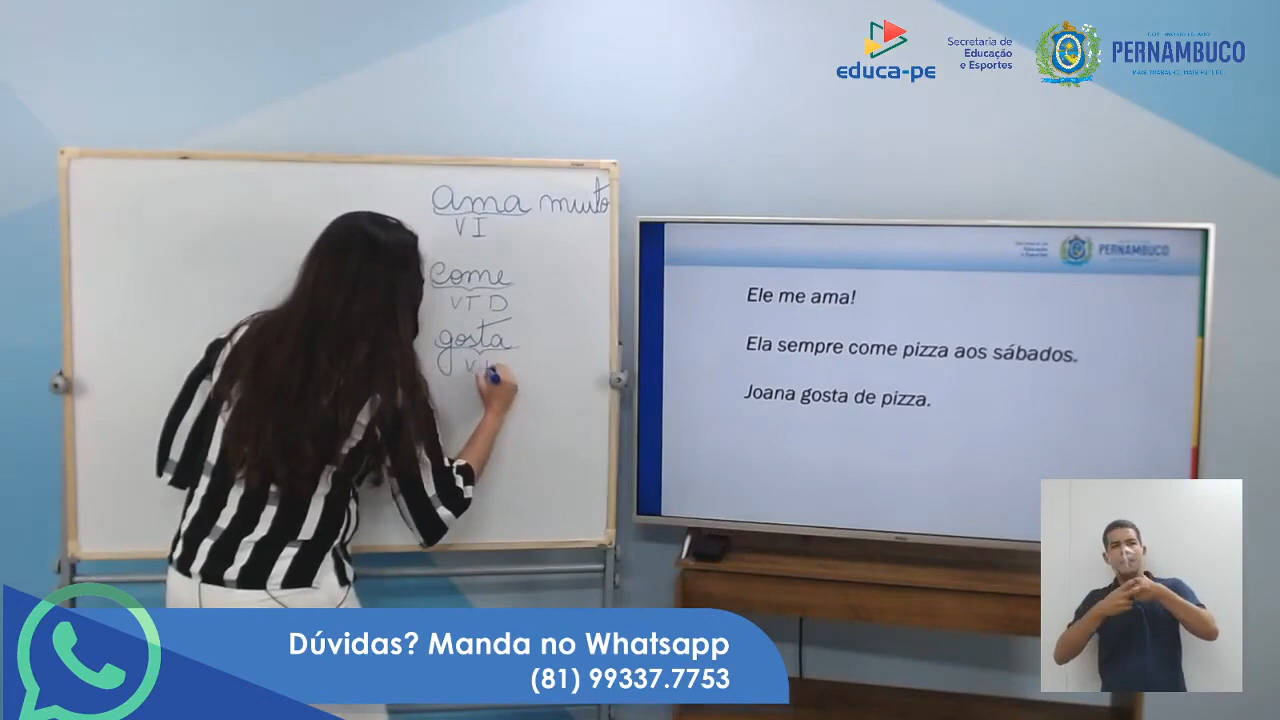 educa-pe
Secretaria de
Educação
e Esportes
PERNAMBUCO
ama muito
VI
come
VTD
gosta
V
PERNAMBUCO
Ele me ama!
Ela sempre come pizza aos sábados.
Joana gosta de pizza.
Dúvidas? Manda no Whatsapp
(81) 99337.7753